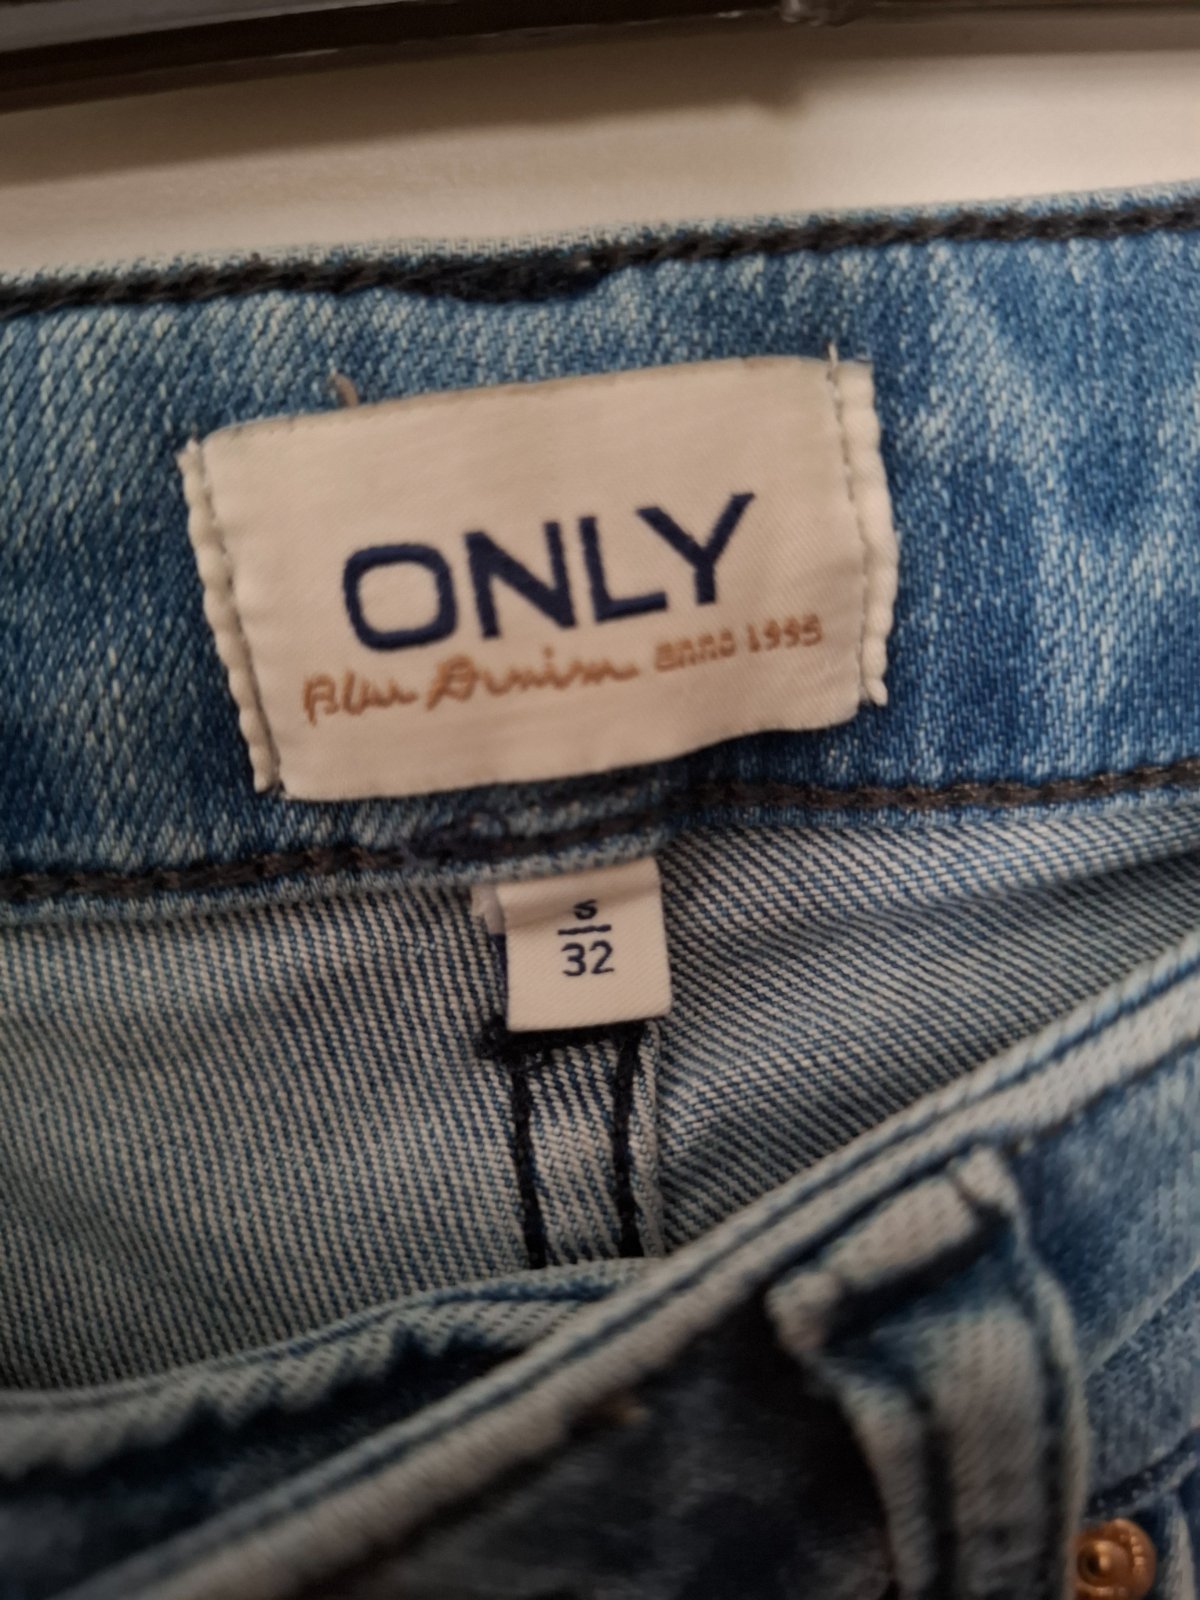 ONLY
Blue Denim ANNO 1995
S
32